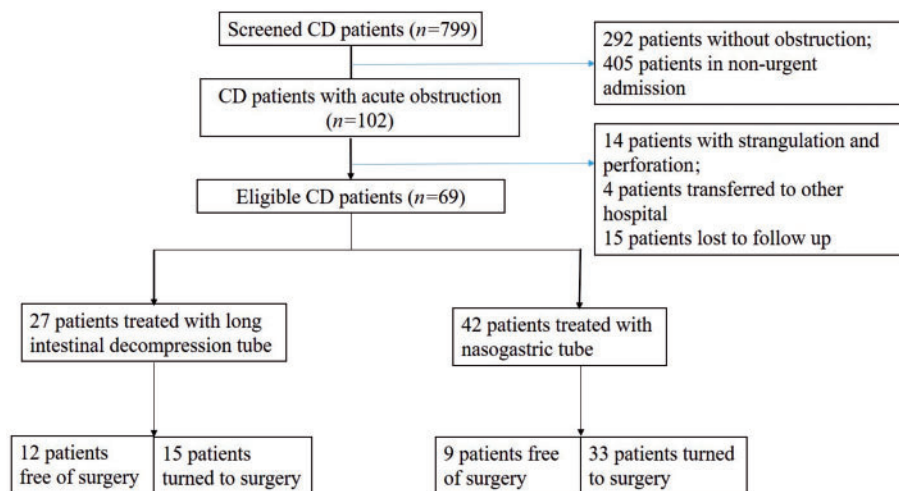 Screened CD patients (n=799)
292 patients without obstruction;
405 patients in non-urgent
admission
CD patients with acute obstruction
(n=102)
14 patients with strangulation and
perforation;
4 patients transferred to other
hospital
15 patients lost to follow up
Eligible CD patients (n=69)
27 patients treated with long
intestinal decompression tube
42 patients treated with
nasogastric tube
12 patients
free of surgery
15 patients
turned to surgery
9 patients free
of surgery
33 patients turned
to surgery